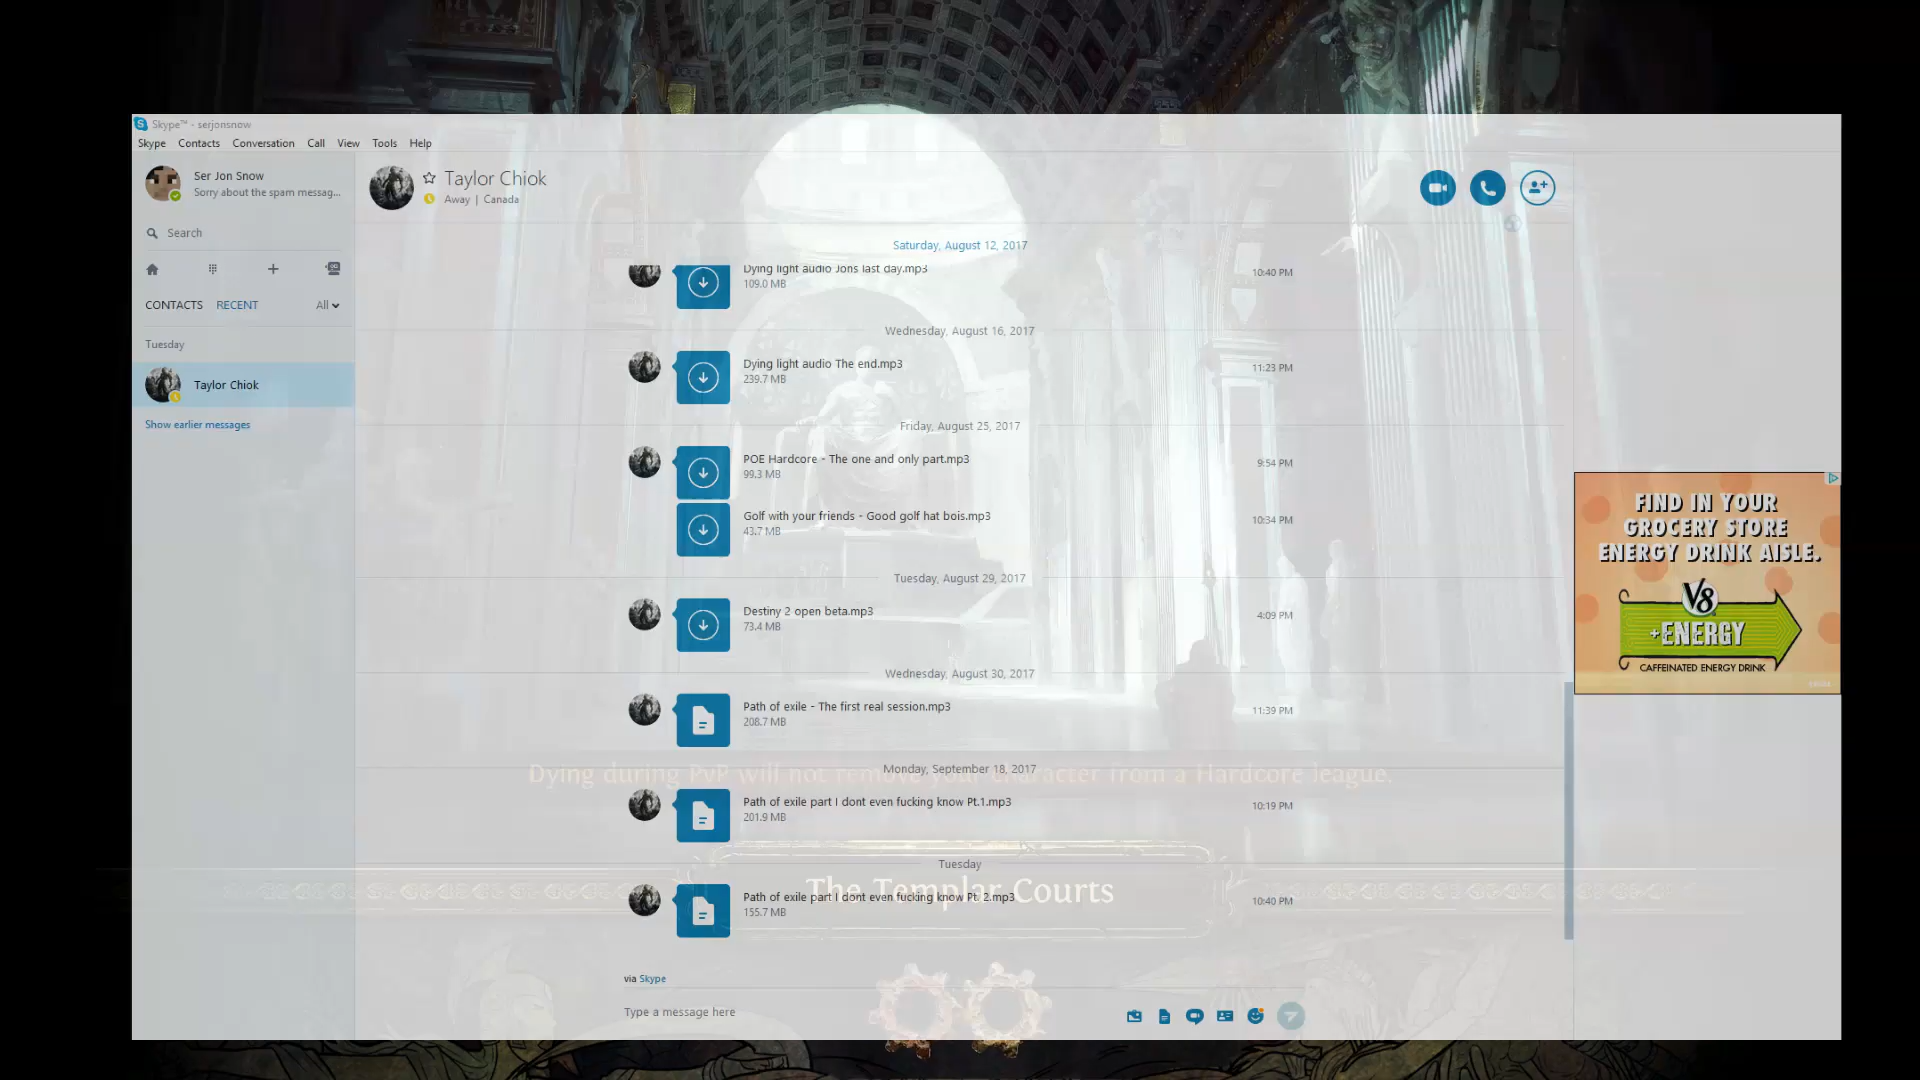 Skype™ - serjonsnow
Skype Contacts Conversation Call View Tools Help
Ser Jon Snow
Sorry about the spam messag...
Search
CONTACTS RECENT All
Tuesday
Taylor Chiok
Show earlier messages
Taylor Chiok
Away | Canada
Saturday, August 12, 2017
Dying light audio Jons last day.mp3
109.0 MB
10:40 PM
Wednesday, August 16, 2017
Dying light audio The end.mp3
239.7 MB
11:23 PM
Friday, August 25, 2017
POE Hardcore - The one and only part.mp3
99.3 MB
9:54 PM
Golf with your friends - Good golf hat bois.mp3
43.7 MB
10:34 PM
Tuesday, August 29, 2017
Destiny 2 open beta.mp3
73.4 MB
4:09 PM
Wednesday, August 30, 2017
Path of exile - The first real session.mp3
208.7 MB
11:39 PM
Monday, September 18, 2017
Dying during PvP will not remove your character from a Hardcore league.
Path of exile part I dont even fucking know Pt.1.mp3
201.9 MB
10:19 PM
Tuesday
The Templar Courts
Path of exile part I dont even fucking know Pt. 2.mp3
155.7 MB
10:40 PM
via Skype
Type a message here
FIND IN YOUR
GROCERY STORE
ENERGY DRINK AISLE.
V8
+ENERGY
CAFFEINATED ENERGY DRINK